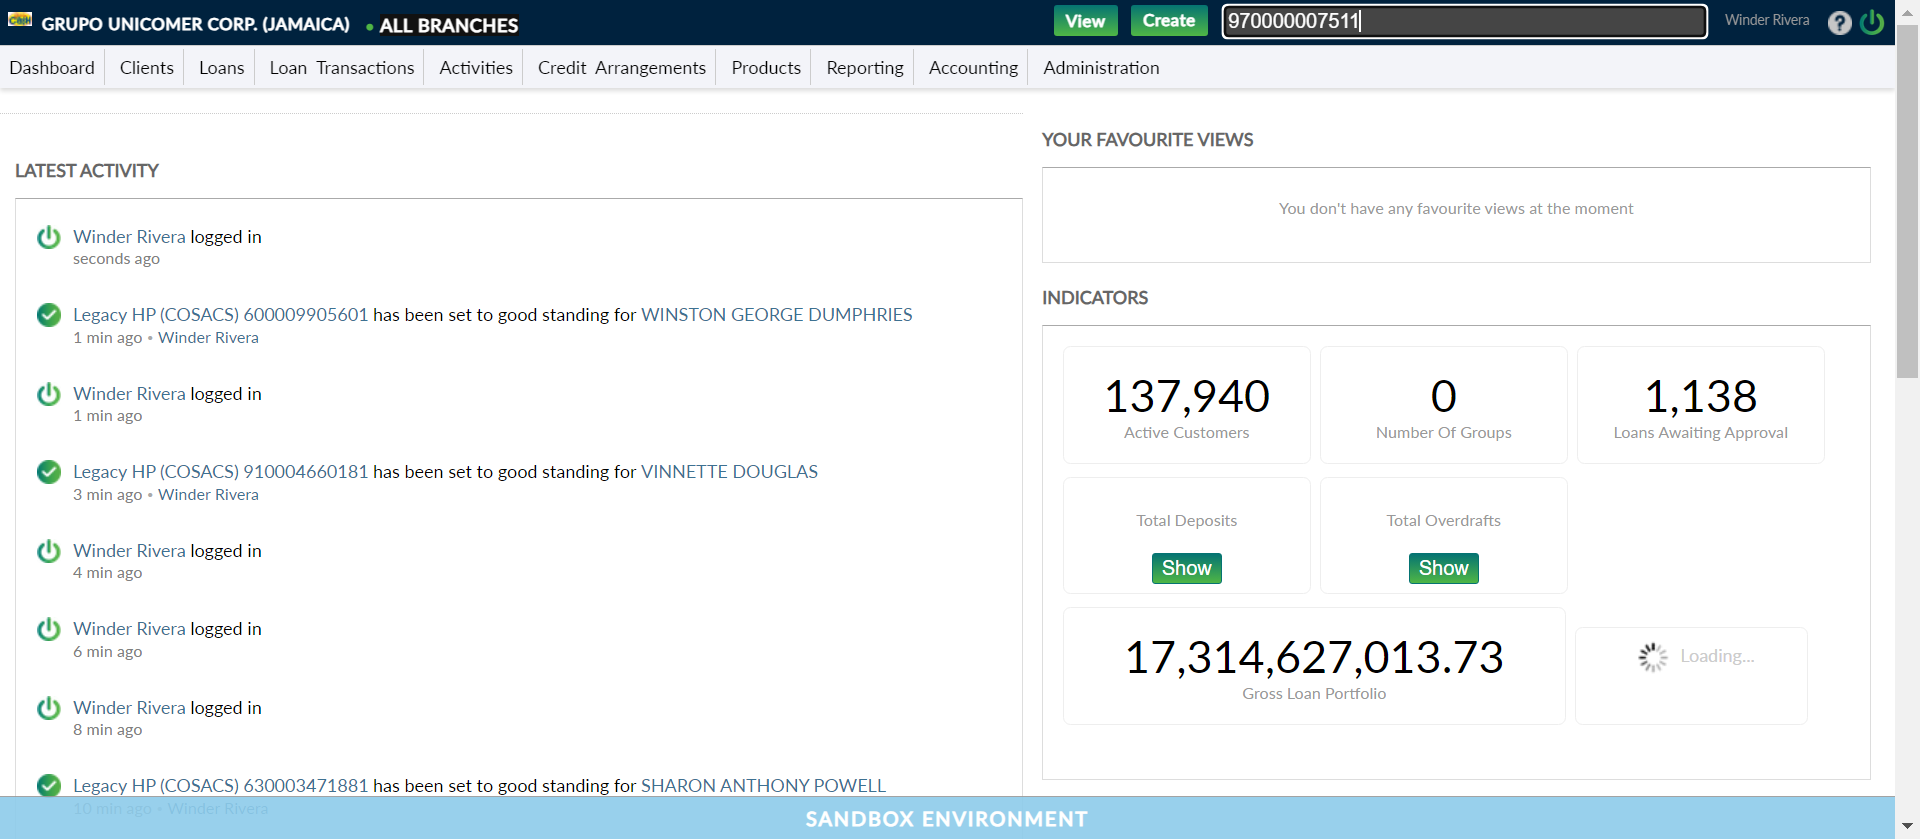 GRUPO UNICOMER CORP. (JAMAICA) • ALL BRANCHES
View Create 970000007511 Winder Rivera ?
Dashboard Clients Loans Loan Transactions Activities Credit Arrangements Products Reporting Accounting Administration
LATEST ACTIVITY
Winder Rivera logged in
seconds ago
Legacy HP (COSACS) 600009905601 has been set to good standing for WINSTON GEORGE DUMPHRIES
1 min ago • Winder Rivera
Winder Rivera logged in
1 min ago
Legacy HP (COSACS) 910004660181 has been set to good standing for VINNETTE DOUGLAS
3 min ago • Winder Rivera
Winder Rivera logged in
4 min ago
Winder Rivera logged in
6 min ago
Winder Rivera logged in
8 min ago
Legacy HP (COSACS) 630003471881 has been set to good standing for SHARON ANTHONY POWELL
10 min ago • Winder Rivera
YOUR FAVOURITE VIEWS
You don't have any favourite views at the moment
INDICATORS
137,940
Active Customers
0
Number Of Groups
1,138
Loans Awaiting Approval
Total Deposits
Show
Total Overdrafts
Show
17,314,627,013.73
Gross Loan Portfolio
Loading...
SANDBOX ENVIRONMENT